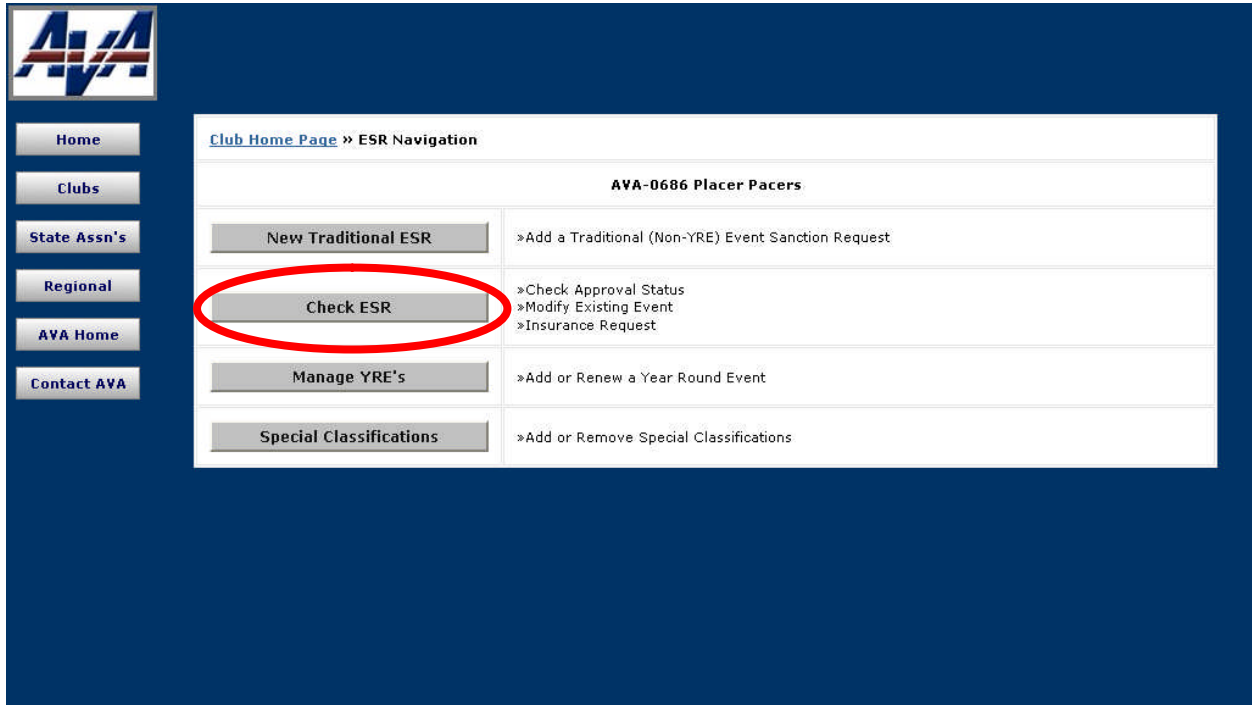 AVA
Home
Clubs
State Assn's
Regional
AVA Home
Contact AVA
Club Home Page » ESR Navigation
AVA-0686 Placer Pacers
New Traditional ESR
»Add a Traditional (Non-YRE) Event Sanction Request
Check ESR
»Check Approval Status
»Modify Existing Event
»Insurance Request
Manage YRE's
»Add or Renew a Year Round Event
Special Classifications
»Add or Remove Special Classifications